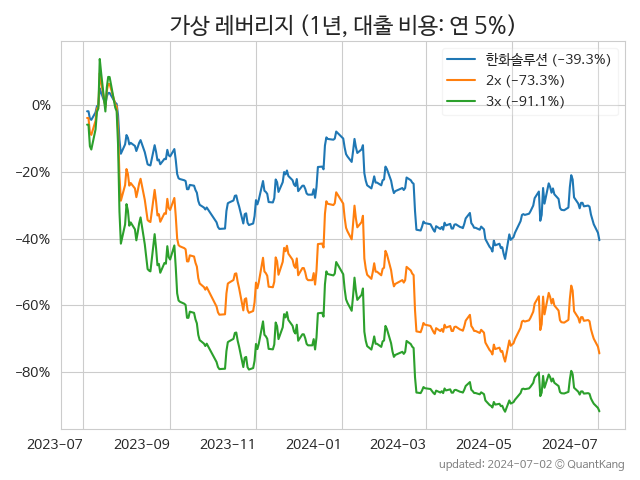 가상 레버리지 (1년, 대출 비용: 연 5%)
한화솔루션 (−39.3%)
2x (−73.3%)
3x (−91.1%)
0%
−20%
−40%
−60%
−80%
2023-07 2023-09 2023-11 2024-01 2024-03 2024-05 2024-07
updated: 2024-07-02 © QuantKang